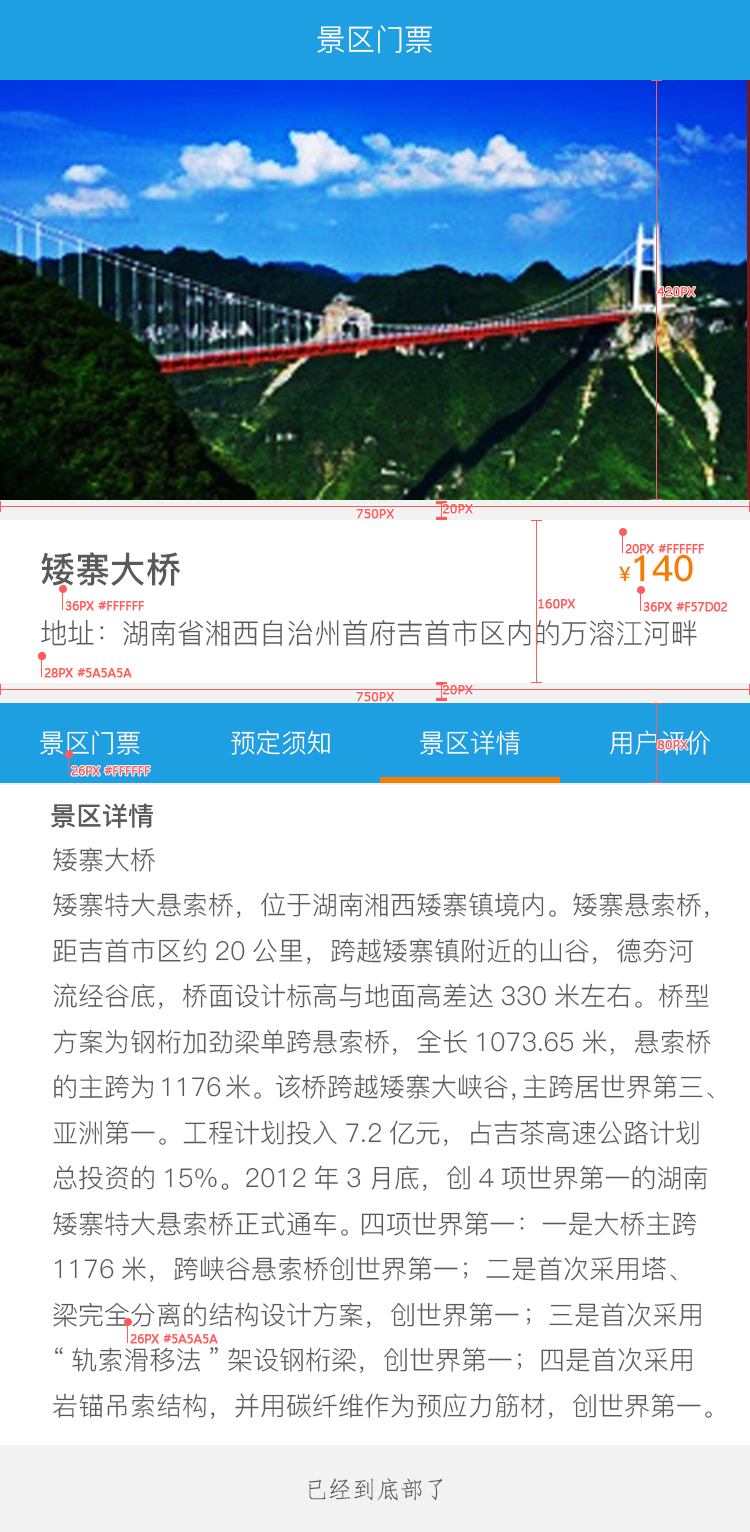 景区门票
420PX
750PX
20PX
矮寨大桥
20PX #FFFFFF
¥140
36PX #FFFFFF
160PX
36PX #F57D02
地址：湖南省湘西自治州首府吉首市区内的万溶江河畔
28PX #5A5A5A
750PX
20PX
景区门票 预定须知 景区详情 用户评价
80PX
26PX #FFFFFF
景区详情
矮寨大桥
矮寨特大悬索桥，位于湖南湘西矮寨镇境内。矮寨悬索桥，
距吉首市区约 20 公里，跨越矮寨镇附近的山谷，德夯河
流经谷底，桥面设计标高与地面高差达 330 米左右。桥型
方案为钢桁加劲梁单跨悬索桥，全长 1073.65 米，悬索桥
的主跨为1176米。该桥跨越矮寨大峡谷,主跨居世界第三、
亚洲第一。工程计划投入 7.2 亿元，占吉茶高速公路计划
总投资的 15%。2012 年 3 月底，创 4 项世界第一的湖南
矮寨特大悬索桥正式通车。四项世界第一：一是大桥主跨
1176 米，跨峡谷悬索桥创世界第一；二是首次采用塔、
梁完全分离的结构设计方案，创世界第一；三是首次采用
26PX #5A5A5A
“轨索滑移法”架设钢桁梁，创世界第一；四是首次采用
岩锚吊索结构，并用碳纤维作为预应力筋材，创世界第一。
已经到底部了